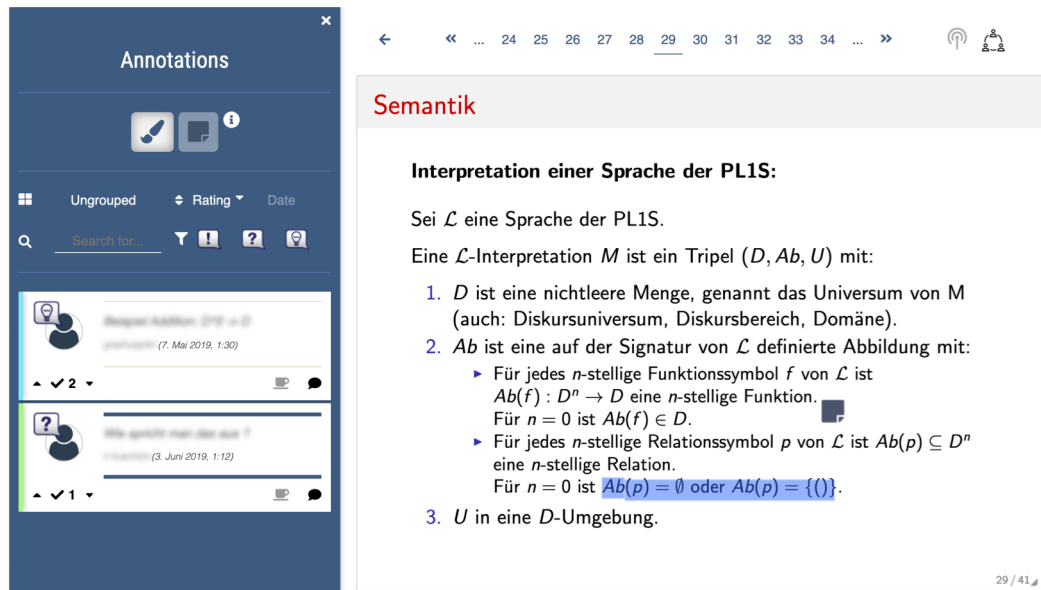 Annotations
Ungrouped Rating Date
Search for...
(7. Mai 2019, 1:30)
2
(3. Juni 2019, 1:12)
1
« ... 24 25 26 27 28 29 30 31 32 33 34 ... »
Semantik
Interpretation einer Sprache der PL1S:
Sei ℒ eine Sprache der PL1S.
Eine ℒ-Interpretation M ist ein Tripel (D, Ab, U) mit:
1. D ist eine nichtleere Menge, genannt das Universum von M
(auch: Diskursuniversum, Diskursbereich, Domäne).
2. Ab ist eine auf der Signatur von ℒ definierte Abbildung mit:
▶ Für jedes n-stellige Funktionssymbol f von ℒ ist
Ab(f) : Dⁿ → D eine n-stellige Funktion.
Für n = 0 ist Ab(f) ∈ D.
▶ Für jedes n-stellige Relationssymbol p von ℒ ist Ab(p) ⊆ Dⁿ
eine n-stellige Relation.
Für n = 0 ist Ab(p) = ∅ oder Ab(p) = {()}.
3. U in eine D-Umgebung.
29 / 41